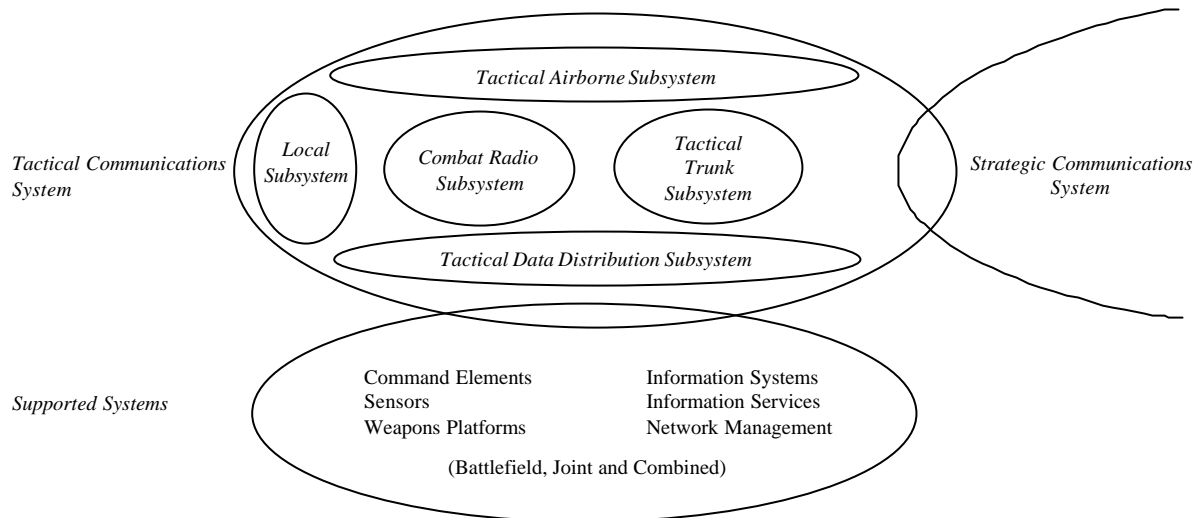 Tactical Airborne Subsystem
Tactical Communications
System
Local
Subsystem
Combat Radio
Subsystem
Tactical
Trunk
Subsystem
Strategic Communications
System
Tactical Data Distribution Subsystem
Supported Systems
Command Elements
Sensors
Weapons Platforms
Information Systems
Information Services
Network Management
(Battlefield, Joint and Combined)